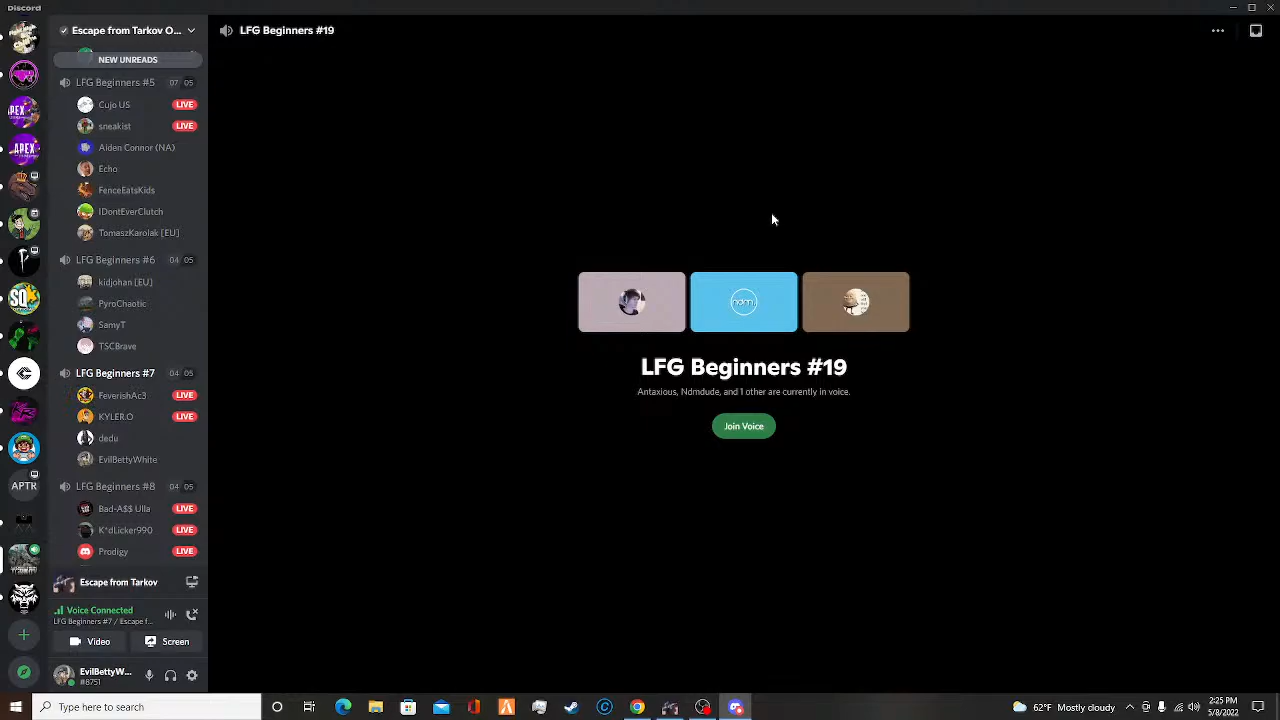 Discord
Escape from Tarkov O...
LFG Beginners #19
NEW UNREADS
LFG Beginners #5 07 05
Cujo US LIVE
sneakist LIVE
Aiden Connor (NA)
Echo
FenceEatsKids
IDontEverClutch
TomaszKarolak [EU]
LFG Beginners #6 04 05
kidjohan [EU]
PyroChaotic
SamyT
TSCBrave
LFG Beginners #7 04 05
FeverishAc3 LIVE
KYLER.O LIVE
dedu
EvilBettyWhite
LFG Beginners #8 04 05
Bad-A$$ Ulla LIVE
K*dLicker990 LIVE
Prodigy LIVE
APEX
APEX
SQ
AFTR
nom.
LFG Beginners #19
Antaxious, Ndmdude, and 1 other are currently in voice.
Join Voice
Escape from Tarkov
Voice Connected
LFG Beginners #7 / Escape f...
Video Screen
EvilBettyW...
#8751
Type here to search
62°F Mostly cloudy
2:25 PM
5/8/2022